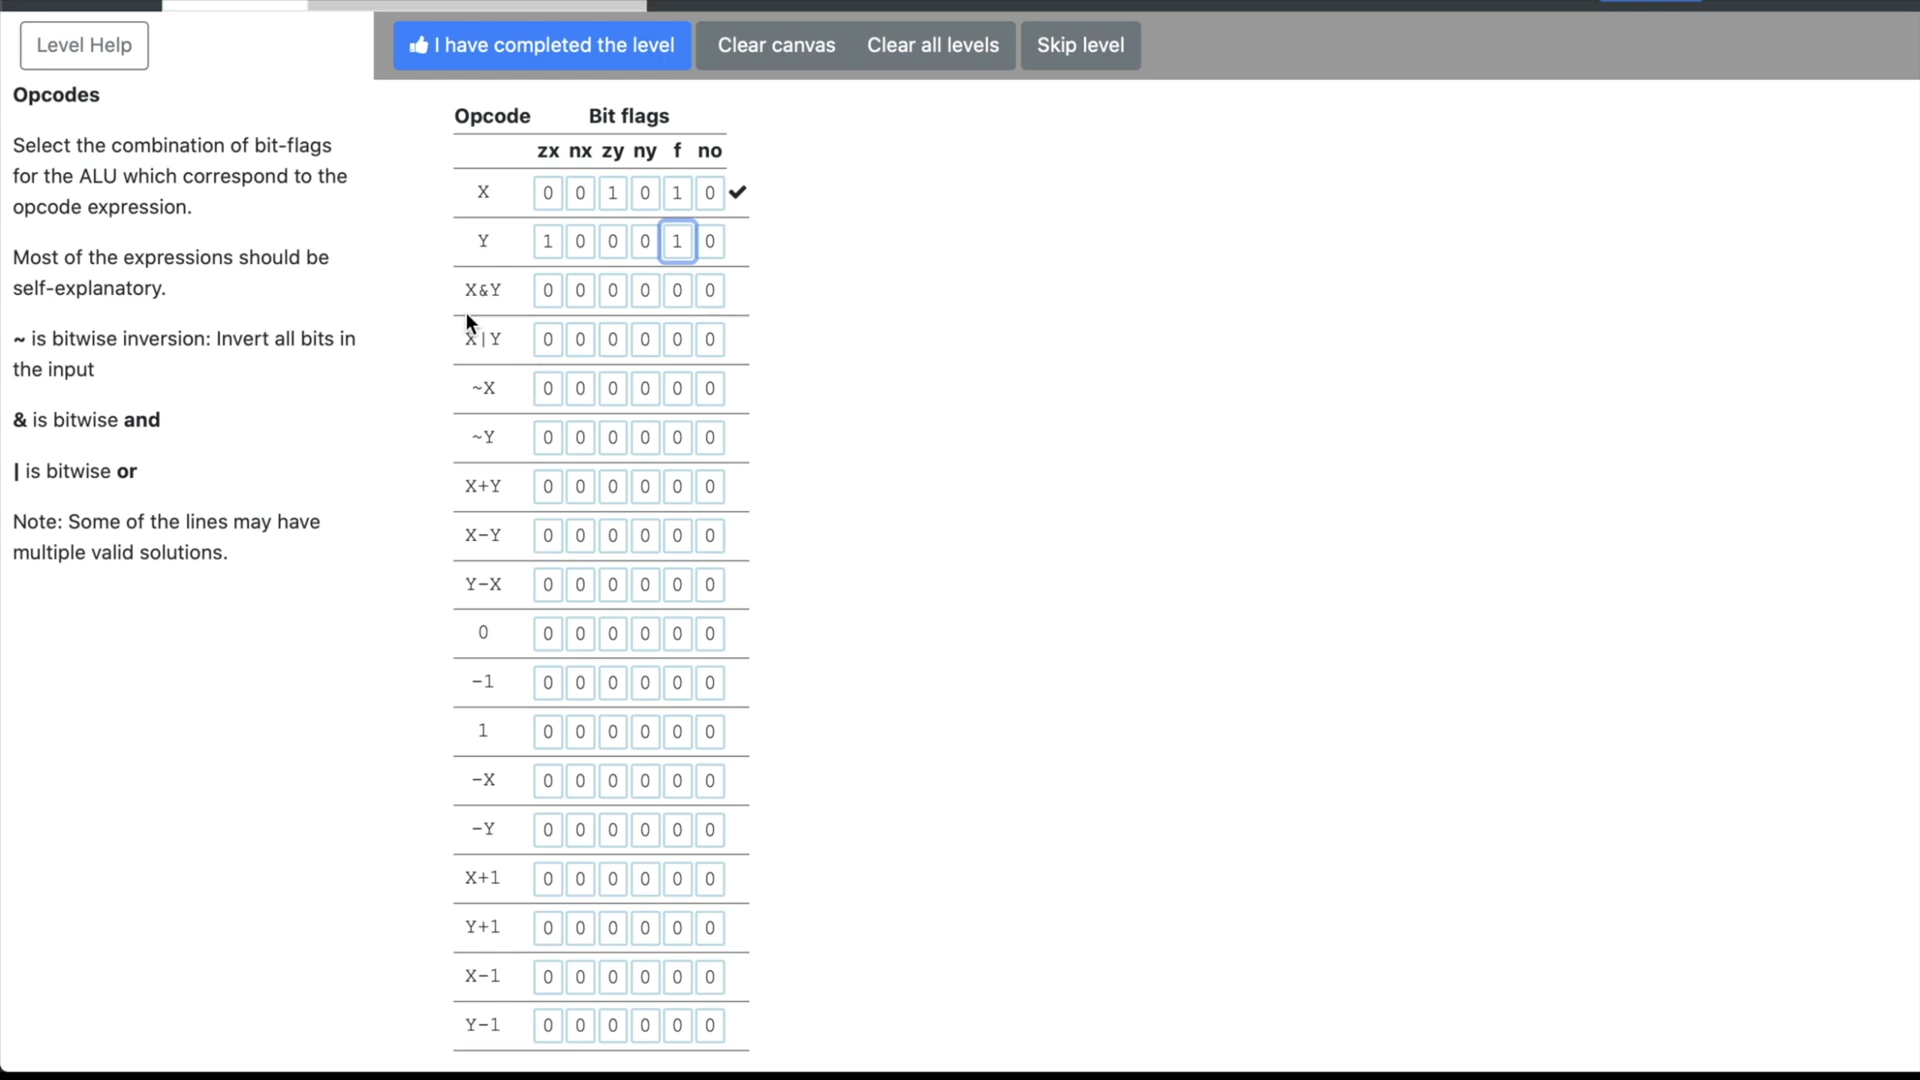 Level Help
I have completed the level
Clear canvas
Clear all levels
Skip level
Opcodes
Select the combination of bit-flags
for the ALU which correspond to the
opcode expression.
Most of the expressions should be
self-explanatory.
~ is bitwise inversion: Invert all bits in
the input
& is bitwise and
| is bitwise or
Note: Some of the lines may have
multiple valid solutions.
Opcode Bit flags
zx nx zy ny f no
X 0 0 1 0 1 0
Y 1 0 0 0 1 0
X&Y 0 0 0 0 0 0
X|Y 0 0 0 0 0 0
~X 0 0 0 0 0 0
~Y 0 0 0 0 0 0
X+Y 0 0 0 0 0 0
X-Y 0 0 0 0 0 0
Y-X 0 0 0 0 0 0
0 0 0 0 0 0 0
-1 0 0 0 0 0 0
1 0 0 0 0 0 0
-X 0 0 0 0 0 0
-Y 0 0 0 0 0 0
X+1 0 0 0 0 0 0
Y+1 0 0 0 0 0 0
X-1 0 0 0 0 0 0
Y-1 0 0 0 0 0 0